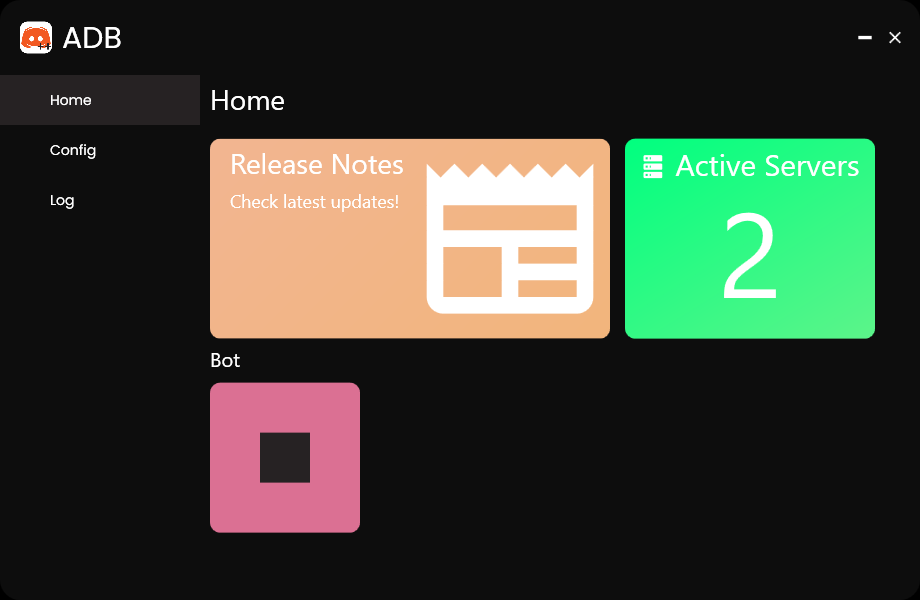 ADB
Home
Config
Log
Home
Release Notes
Check latest updates!
Active Servers
2
Bot